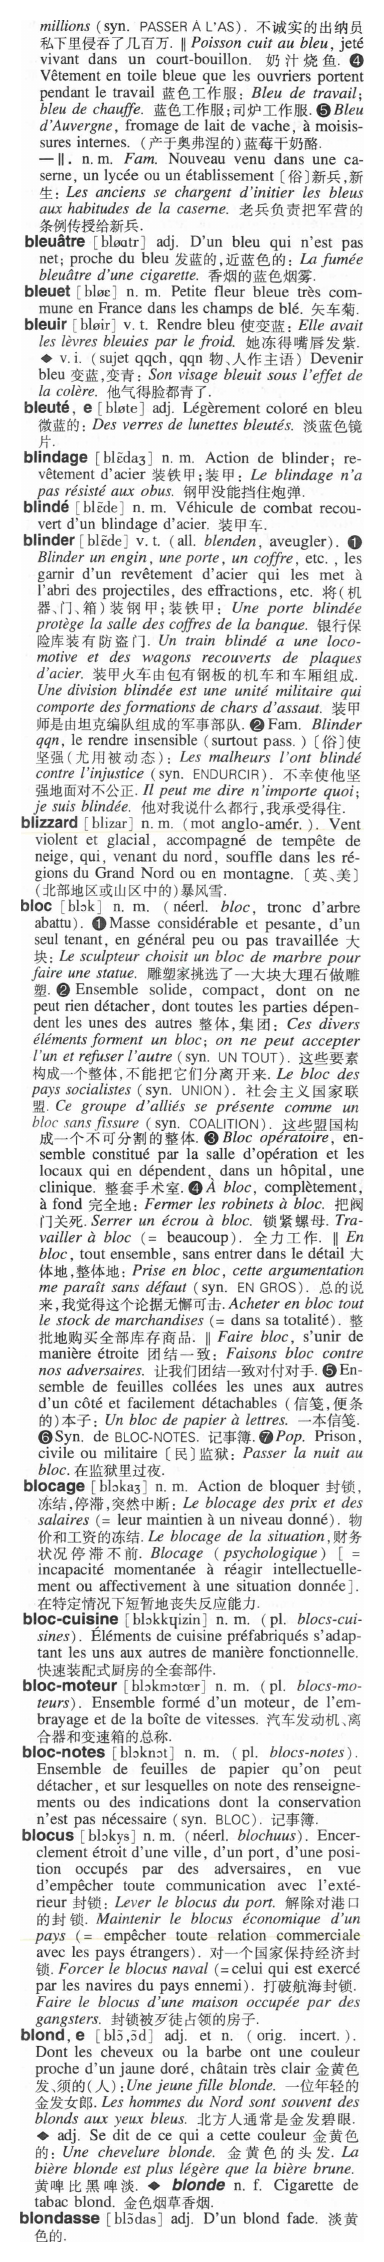 millions (syn. PASSER À L'AS). 不诚实的出纳员
私下里侵吞了几百万. ‖ Poisson cuit au bleu, jeté
vivant dans un court-bouillon. 奶汁烧鱼. ❹
Vêtement en toile bleue que les ouvriers portent
pendant le travail 蓝色工作服: Bleu de travail;
bleu de chauffe. 蓝色工作服;司炉工作服. ❺ Bleu
d'Auvergne, fromage de lait de vache, à moisis-
sures internes. (产于奥弗涅的)蓝莓干奶酪.
—‖. n. m. Fam. Nouveau venu dans une ca-
serne, un lycée ou un établissement〔俗〕新兵,新
生: Les anciens se chargent d'initier les bleus
aux habitudes de la caserne. 老兵负责把军营的
条例传授给新兵.
bleuâtre [bløɑtr] adj. D'un bleu qui n'est pas
net; proche du bleu 发蓝的,近蓝色的: La fumée
bleuâtre d'une cigarette. 香烟的蓝色烟雾.
bleuet [bløɛ] n. m. Petite fleur bleue très com-
mune en France dans les champs de blé. 矢车菊.
bleuir [bløir] v. t. Rendre bleu 使变蓝: Elle avait
les lèvres bleuies par le froid. 她冻得嘴唇发紫.
◆ v. i. (sujet qqch, qqn 物、人作主语) Devenir
bleu 变蓝,变青: Son visage bleuit sous l'effet de
la colère. 他气得脸都青了.
bleuté, e [bløte] adj. Légèrement coloré en bleu
微蓝的: Des verres de lunettes bleutés. 淡蓝色镜
片.
blindage [blɛ̃daʒ] n. m. Action de blinder; re-
vêtement d'acier 装铁甲;装甲: Le blindage n'a
pas résisté aux obus. 钢甲没能挡住炮弹.
blindé [blɛ̃de] n. m. Véhicule de combat recou-
vert d'un blindage d'acier. 装甲车.
blinder [blɛ̃de] v. t. (all. blenden, aveugler). ❶
Blinder un engin, une porte, un coffre, etc. , les
garnir d'un revêtement d'acier qui les met à
l'abri des projectiles, des effractions, etc. 将(机
器、门、箱)装钢甲;装铁甲: Une porte blindée
protège la salle des coffres de la banque. 银行保
险库装有防盗门. Un train blindé a une loco-
motive et des wagons recouverts de plaques
d'acier. 装甲火车由包有钢板的机车和车厢组成.
Une division blindée est une unité militaire qui
comporte des formations de chars d'assaut. 装甲
师是由坦克编队组成的军事部队. ❷ Fam. Blinder
qqn, le rendre insensible (surtout pass. )〔俗〕使
坚强(尤用被动态): Les malheurs l'ont blindé
contre l'injustice (syn. ENDURCIR). 不幸使他坚
强地面对不公正. Il peut me dire n'importe quoi;
je suis blindée. 他对我说什么都行,我承受得住.
blizzard [blizar] n. m. (mot anglo-amér. ). Vent
violent et glacial, accompagné de tempête de
neige, qui, venant du nord, souffle dans les ré-
gions du Grand Nord ou en montagne.〔英、美〕
(北部地区或山区中的)暴风雪.
bloc [blɔk] n. m. (néerl. bloc, tronc d'arbre
abattu). ❶ Masse considérable et pesante, d'un
seul tenant, en général peu ou pas travaillée 大
块: Le sculpteur choisit un bloc de marbre pour
faire une statue. 雕塑家挑选了一大块大理石做雕
塑. ❷ Ensemble solide, compact, dont on ne
peut rien détacher, dont toutes les parties dépen-
dent les unes des autres 整体,集团: Ces divers
éléments forment un bloc; on ne peut accepter
l'un et refuser l'autre (syn. UN TOUT). 这些要素
构成一个整体,不能把它们分离开来. Le bloc des
pays socialistes (syn. UNION). 社会主义国家联
盟. Ce groupe d'alliés se présente comme un
bloc sans fissure (syn. COALITION). 这些盟国构
成一个不可分割的整体. ❸ Bloc opératoire, en-
semble constitué par la salle d'opération et les
locaux qui en dépendent, dans un hôpital, une
clinique. 整套手术室. ❹ À bloc, complètement,
à fond 完全地: Fermer les robinets à bloc. 把阀
门关死. Serrer un écrou à bloc. 锁紧螺母. Tra-
vailler à bloc (= beaucoup). 全力工作. ‖ En
bloc, tout ensemble, sans entrer dans le détail 大
体地,整体地: Prise en bloc, cette argumentation
me paraît sans défaut (syn. EN GROS). 总的说
来,我觉得这个论据无懈可击. Acheter en bloc tout
le stock de marchandises (= dans sa totalité). 整
批地购买全部库存商品. ‖ Faire bloc, s'unir de
manière étroite 团结一致: Faisons bloc contre
nos adversaires. 让我们团结一致对付对手. ❺ En-
semble de feuilles collées les unes aux autres
d'un côté et facilement détachables (信笺,便条
的)本子: Un bloc de papier à lettres. 一本信笺.
❻ Syn. de BLOC-NOTES. 记事簿. ❼ Pop. Prison,
civile ou militaire〔民〕监狱: Passer la nuit au
bloc. 在监狱里过夜.
blocage [blɔkaʒ] n. m. Action de bloquer 封锁,
冻结,停滞,突然中断: Le blocage des prix et des
salaires (= leur maintien à un niveau donné). 物
价和工资的冻结. Le blocage de la situation, 财务
状况停滞不前. Blocage (psychologique) [ =
incapacité momentanée à réagir intellectuelle-
ment ou affectivement à une situation donnée].
在特定情况下短暂地丧失反应能力.
bloc-cuisine [blɔkkɥizin] n. m. (pl. blocs-cui-
sines). Éléments de cuisine préfabriqués s'adap-
tant les uns aux autres de manière fonctionnelle.
快速装配式厨房的全套部件.
bloc-moteur [blɔkmɔtœr] n. m. (pl. blocs-mo-
teurs). Ensemble formé d'un moteur, de l'em-
brayage et de la boîte de vitesses. 汽车发动机、离
合器和变速箱的总称.
bloc-notes [blɔknɔt] n. m. (pl. blocs-notes).
Ensemble de feuilles de papier qu'on peut
détacher, et sur lesquelles on note des renseigne-
ments ou des indications dont la conservation
n'est pas nécessaire (syn. BLOC). 记事簿.
blocus [blɔkys] n. m. (néerl. blochuus). Encer-
clement étroit d'une ville, d'un port, d'une posi-
tion occupés par des adversaires, en vue
d'empêcher toute communication avec l'exté-
rieur 封锁: Lever le blocus du port. 解除对港口
的封锁. Maintenir le blocus économique d'un
pays (= empêcher toute relation commerciale
avec les pays étrangers). 对一个国家保持经济封
锁. Forcer le blocus naval (= celui qui est exercé
par les navires du pays ennemi). 打破航海封锁.
Faire le blocus d'une maison occupée par des
gangsters. 封锁被歹徒占领的房子.
blond, e [blɔ̃,ɔ̃d] adj. et n. (orig. incert. ).
Dont les cheveux ou la barbe ont une couleur
proche d'un jaune doré, châtain très clair 金黄色
发、须的(人): Une jeune fille blonde. 一位年轻的
金发女郎. Les hommes du Nord sont souvent des
blonds aux yeux bleus. 北方人通常是金发碧眼.
◆ adj. Se dit de ce qui a cette couleur 金黄色
的: Une chevelure blonde. 金黄色的头发. La
bière blonde est plus légère que la bière brune.
黄啤比黑啤淡. ◆ blonde n. f. Cigarette de
tabac blond. 金色烟草香烟.
blondasse [blɔ̃das] adj. D'un blond fade. 淡黄
色的.